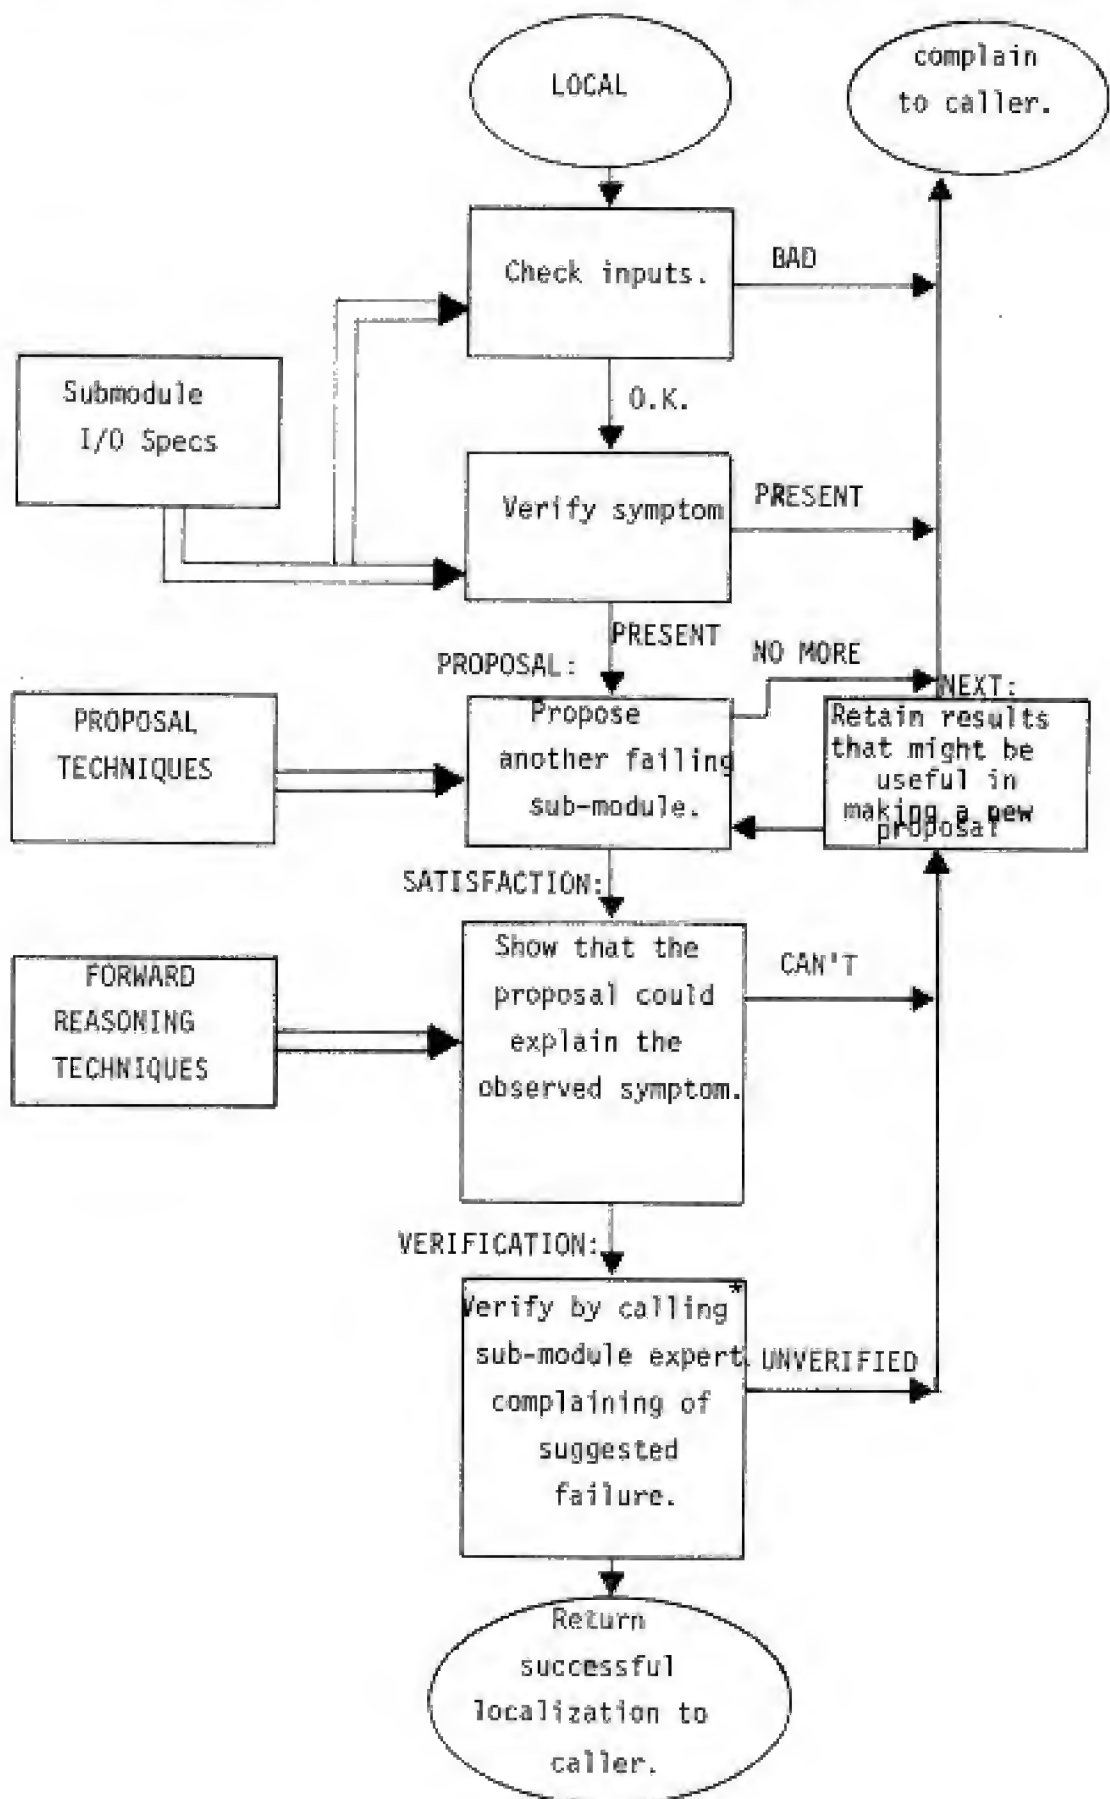 LOCAL
complain
to caller.
Check inputs.
BAD
O.K.
Submodule
I/O Specs
Verify symptom
PRESENT
PRESENT
PROPOSAL:
NO MORE
NEXT:
PROPOSAL
TECHNIQUES
Propose
another failing
sub-module.
Retain results
that might be
useful in
making a new
proposal
SATISFACTION:
FORWARD
REASONING
TECHNIQUES
Show that the
proposal could
explain the
observed symptom.
CAN'T
VERIFICATION:
Verify by calling*
sub-module expert
complaining of
suggested
failure.
UNVERIFIED
Return
successful
localization to
caller.